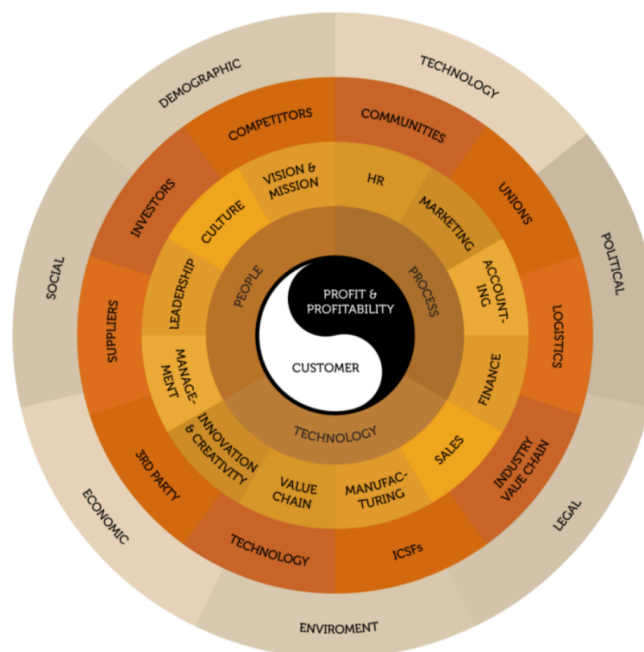 DEMOGRAPHIC
TECHNOLOGY
POLITICAL
LEGAL
ENVIROMENT
ECONOMIC
SOCIAL
COMPETITORS
COMMUNITIES
UNIONS
LOGISTICS
INDUSTRY
VAUE CHAIN
ICSFs
TECHNOLOGY
3RD PARTY
SUPPLIERS
INVESTORS
VISION &
MISSION
HR
MARKETING
ACCOUNT-
ING
FINANCE
SALES
MANUFAC-
TURING
VALUE
CHAIN
INNOVATION
& CREATIVITY
MANAGE-
MENT
LEADERSHIP
CULTURE
PEOPLE
PROCESS
TECHNOLOGY
PROFIT &
PROFITABILITY
CUSTOMER